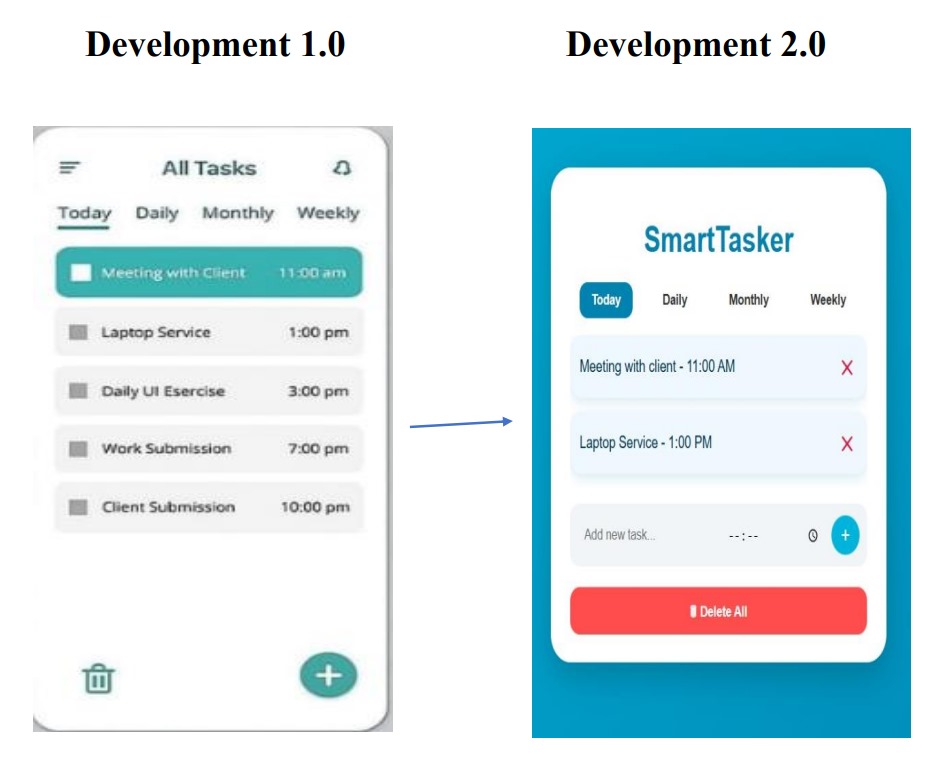 Development 1.0
Development 2.0
All Tasks
Today Daily Monthly Weekly
Meeting with Client 11:00 am
Laptop Service 1:00 pm
Daily UI Esercise 3:00 pm
Work Submission 7:00 pm
Client Submission 10:00 pm
SmartTasker
Today Daily Monthly Weekly
Meeting with client - 11:00 AM X
Laptop Service - 1:00 PM X
Add new task... --:-- +
Delete All